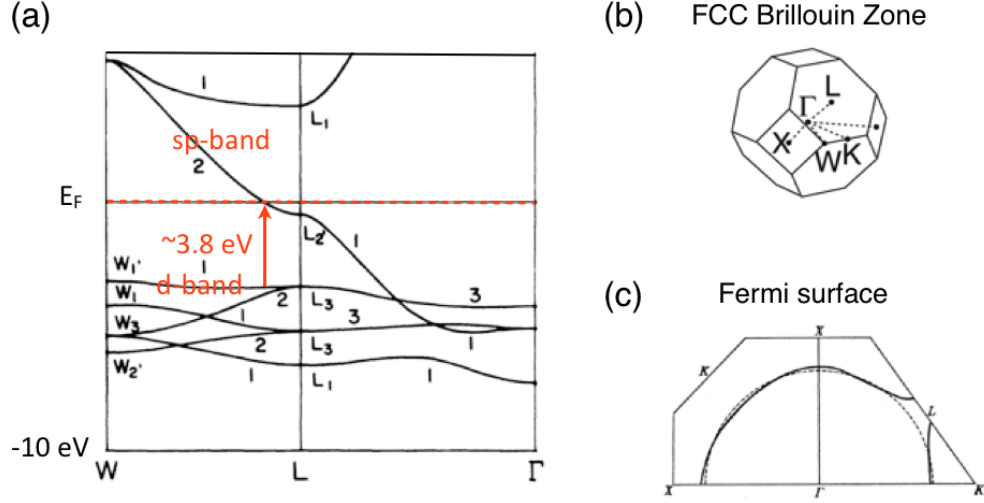 (a)
1
L₁
sp-band
2
E_F
L₂'
1
~3.8 eV
W₁'
1
d-band
W₁
2
L₃
3
W₃
1
3
2
L₃
1
W₂'
1
L₁
1
-10 eV
W
L
Γ
(b)
FCC Brillouin Zone
L
Γ
X
W
K
(c)
Fermi surface
X
K
L
X
Γ
K